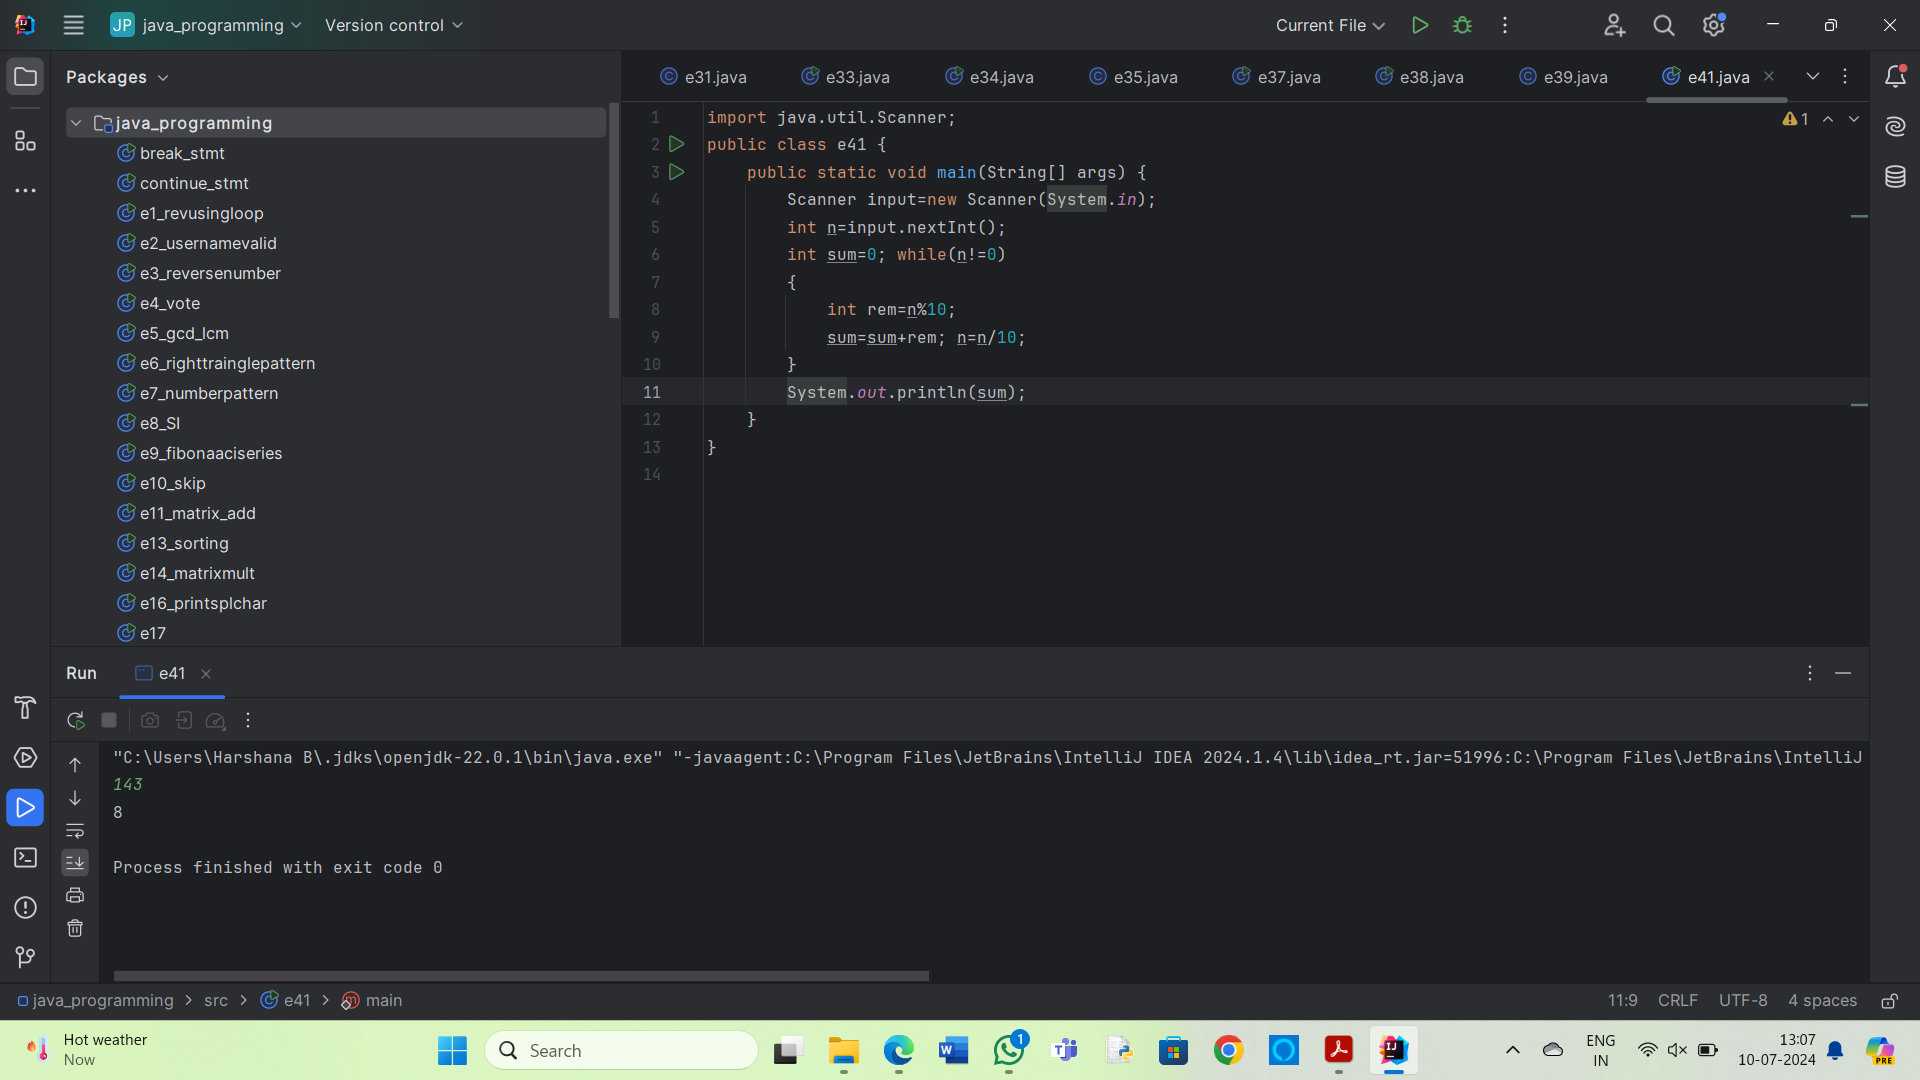 JP java_programming Version control Current File
Packages
java_programming
break_stmt
continue_stmt
e1_revusingloop
e2_usernamevalid
e3_reversenumber
e4_vote
e5_gcd_lcm
e6_righttrainglepattern
e7_numberpattern
e8_SI
e9_fibonaaciseries
e10_skip
e11_matrix_add
e13_sorting
e14_matrixmult
e16_printsplchar
e17
e31.java e33.java e34.java e35.java e37.java e38.java e39.java e41.java
1 import java.util.Scanner; 1
2 public class e41 {
3 public static void main(String[] args) {
4 Scanner input=new Scanner(System.in);
5 int n=input.nextInt();
6 int sum=0; while(n!=0)
7 {
8 int rem=n%10;
9 sum=sum+rem; n=n/10;
10 }
11 System.out.println(sum);
12 }
13 }
14
Run e41
"C:\Users\Harshana B\.jdks\openjdk-22.0.1\bin\java.exe" "-javaagent:C:\Program Files\JetBrains\IntelliJ IDEA 2024.1.4\lib\idea_rt.jar=51996:C:\Program Files\JetBrains\IntelliJ
143
8
Process finished with exit code 0
java_programming > src > e41 > main 11:9 CRLF UTF-8 4 spaces
Hot weather
Now
Search
1
ENG
IN
13:07
10-07-2024
PRE